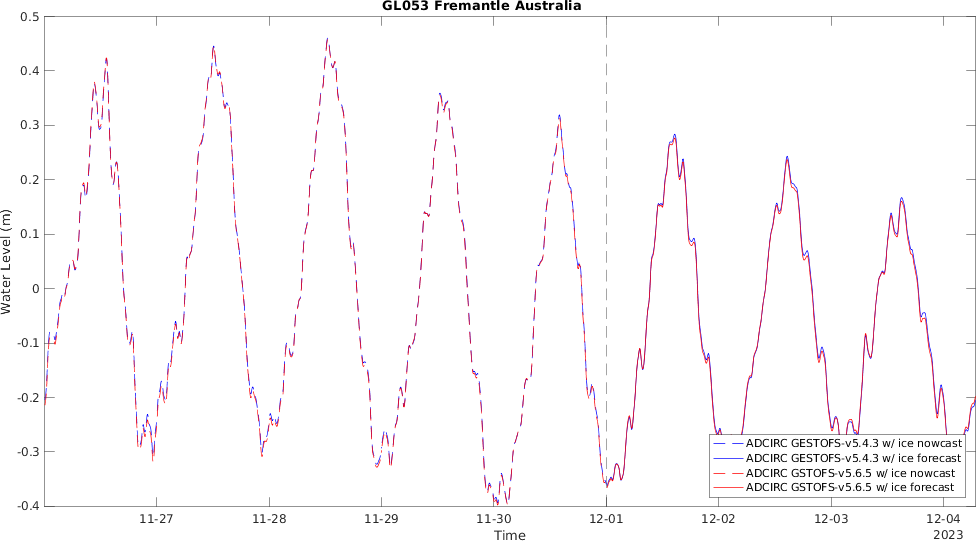 GL053 Fremantle Australia
0.5
0.4
0.3
0.2
0.1
0
-0.1
-0.2
-0.3
-0.4
Water Level (m)
11-27 11-28 11-29 11-30 12-01 12-02 12-03 12-04
Time
2023
ADCIRC GESTOFS-v5.4.3 w/ ice nowcast
ADCIRC GESTOFS-v5.4.3 w/ ice forecast
ADCIRC GSTOFS-v5.6.5 w/ ice nowcast
ADCIRC GSTOFS-v5.6.5 w/ ice forecast